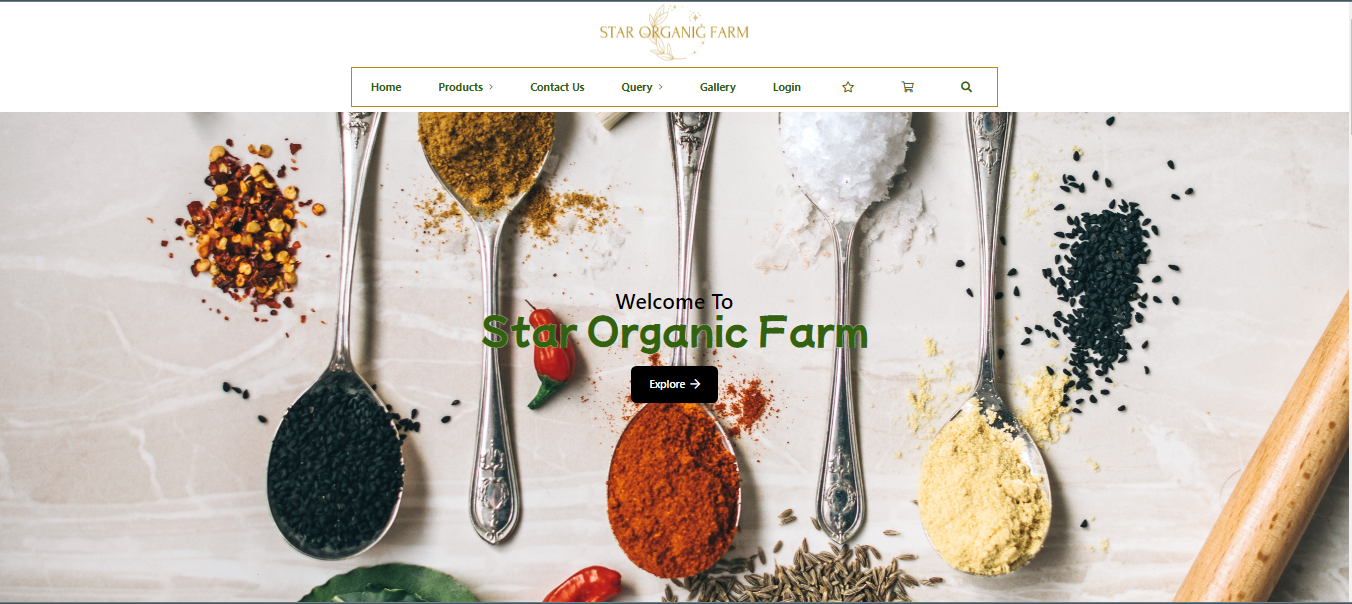 STAR ORGANIC FARM
Home Products Contact Us Query Gallery Login
Welcome To
Star Organic Farm
Explore